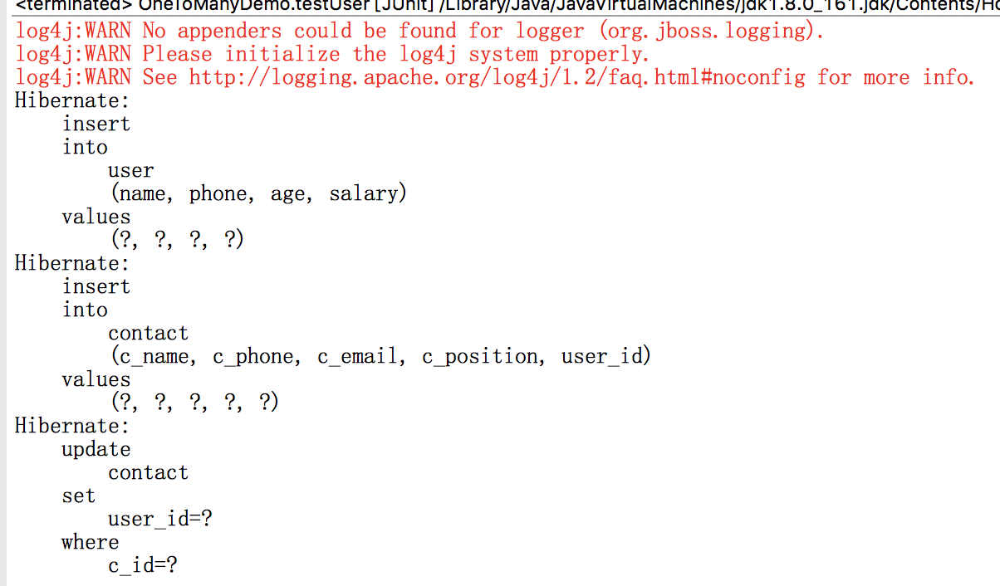 <terminated> OneToManyDemo.testUser [JUnit] /Library/Java/JavaVirtualMachines/jdk1.8.0_161.jdk/Contents/Ho
log4j:WARN No appenders could be found for logger (org.jboss.logging).
log4j:WARN Please initialize the log4j system properly.
log4j:WARN See http://logging.apache.org/log4j/1.2/faq.html#noconfig for more info.
Hibernate:
insert
into
user
(name, phone, age, salary)
values
(?, ?, ?, ?)
Hibernate:
insert
into
contact
(c_name, c_phone, c_email, c_position, user_id)
values
(?, ?, ?, ?, ?)
Hibernate:
update
contact
set
user_id=?
where
c_id=?